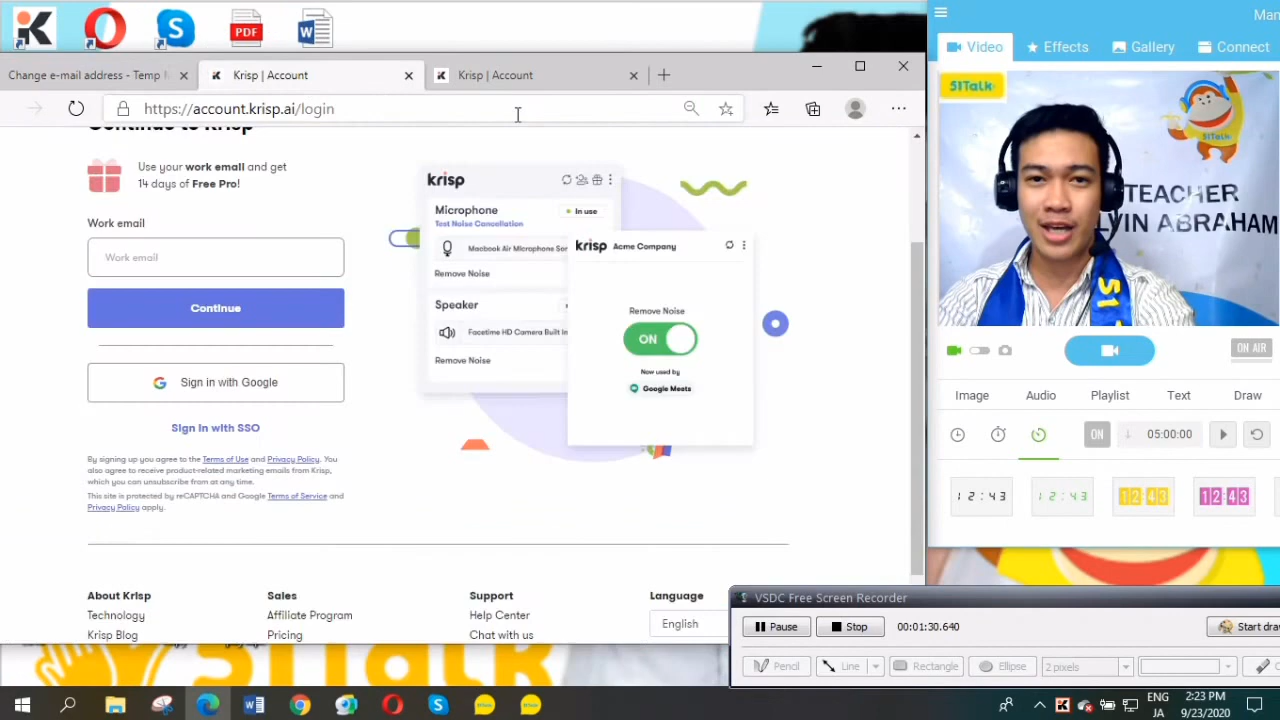 PDF
Change e-mail address - Temp
Krisp | Account
Krisp | Account
https://account.krisp.ai/login
Continue to Krisp
Use your work email and get
14 days of Free Pro!
Work email
Work email
Continue
Sign in with Google
Sign in with SSO
By signing up you agree to the Terms of Use and Privacy Policy. You
also agree to receive product-related marketing emails from Krisp,
which you can unsubscribe from at any time.
This site is protected by reCAPTCHA and Google Terms of Service and
Privacy Policy apply.
krisp
Microphone
In use
Test Noise Cancellation
Macbook Air Microphone
Remove Noise
Speaker
Facetime HD Camera Built In
Remove Noise
krisp Acme Company
Remove Noise
ON
Now used by
Google Meets
About Krisp
Technology
Krisp Blog
Sales
Affiliate Program
Pricing
Support
Help Center
Chat with us
Language
English
Man
Video
Effects
Gallery
Connect
51Talk
51Talk
TEACHER
LVIN ABRAHAM
51
ON AIR
Image
Audio
Playlist
Text
Draw
ON
05:00:00
12:43
12:43
12:43
12:43
VSDC Free Screen Recorder
Pause
Stop
00:01:30.640
Start draw
Pencil
Line
Rectangle
Ellipse
2 pixels
51Talk
ENG
JA
2:23 PM
9/23/2020